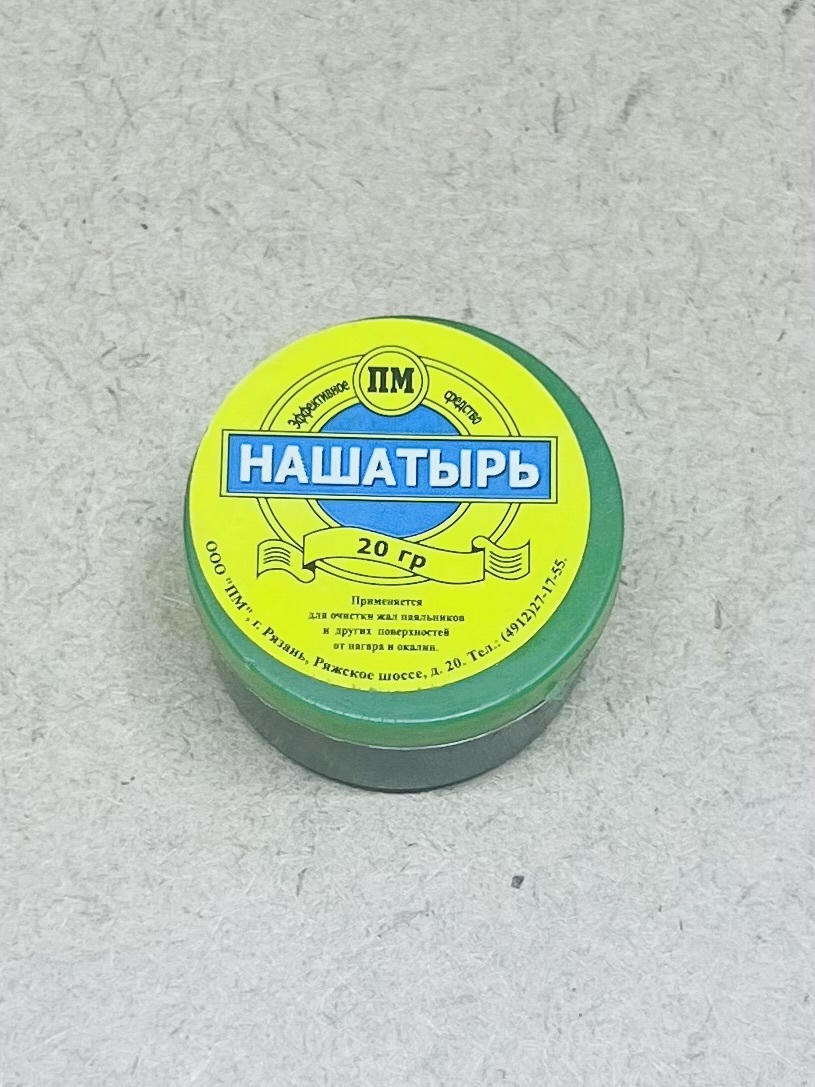 ПМ
Эффективное средство
НАШАТЫРЬ
20 гр
Применяется
для очистки жал паяльников
и других поверхностей
от нагара и окалин.
ООО "ПМ", г. Рязань, Ряжское шоссе, д. 20. Тел.: (4912)27-17-55.